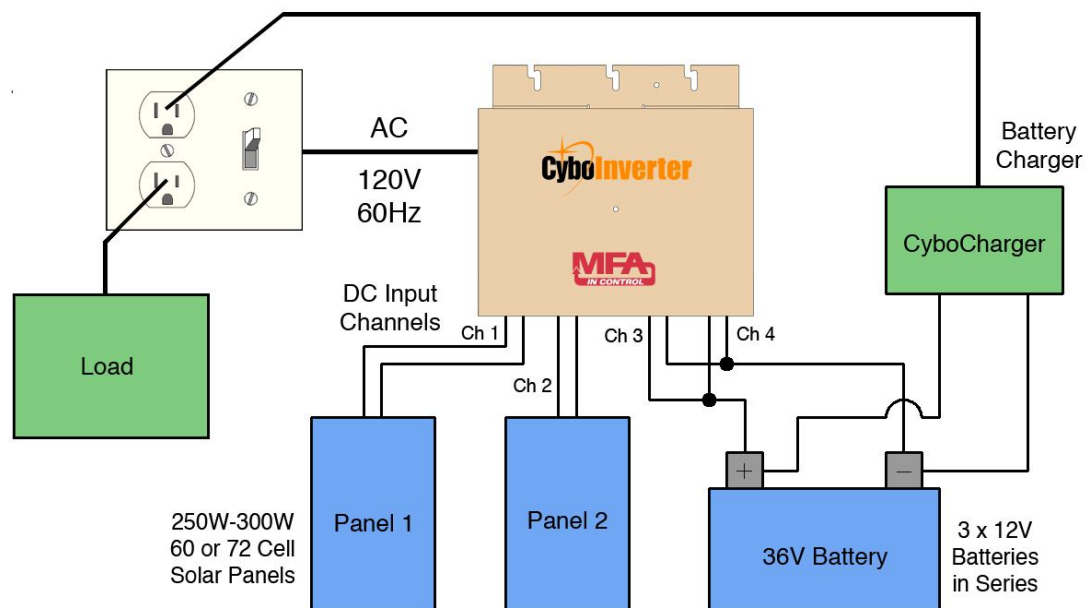 AC
120V
60Hz
CyboInverter
MFA
IN CONTROL
Battery
Charger
CyboCharger
DC Input
Channels
Ch 1
Ch 2
Ch 3
Ch 4
Load
250W-300W
60 or 72 Cell
Solar Panels
Panel 1
Panel 2
+
−
36V Battery
3 x 12V
Batteries
in Series